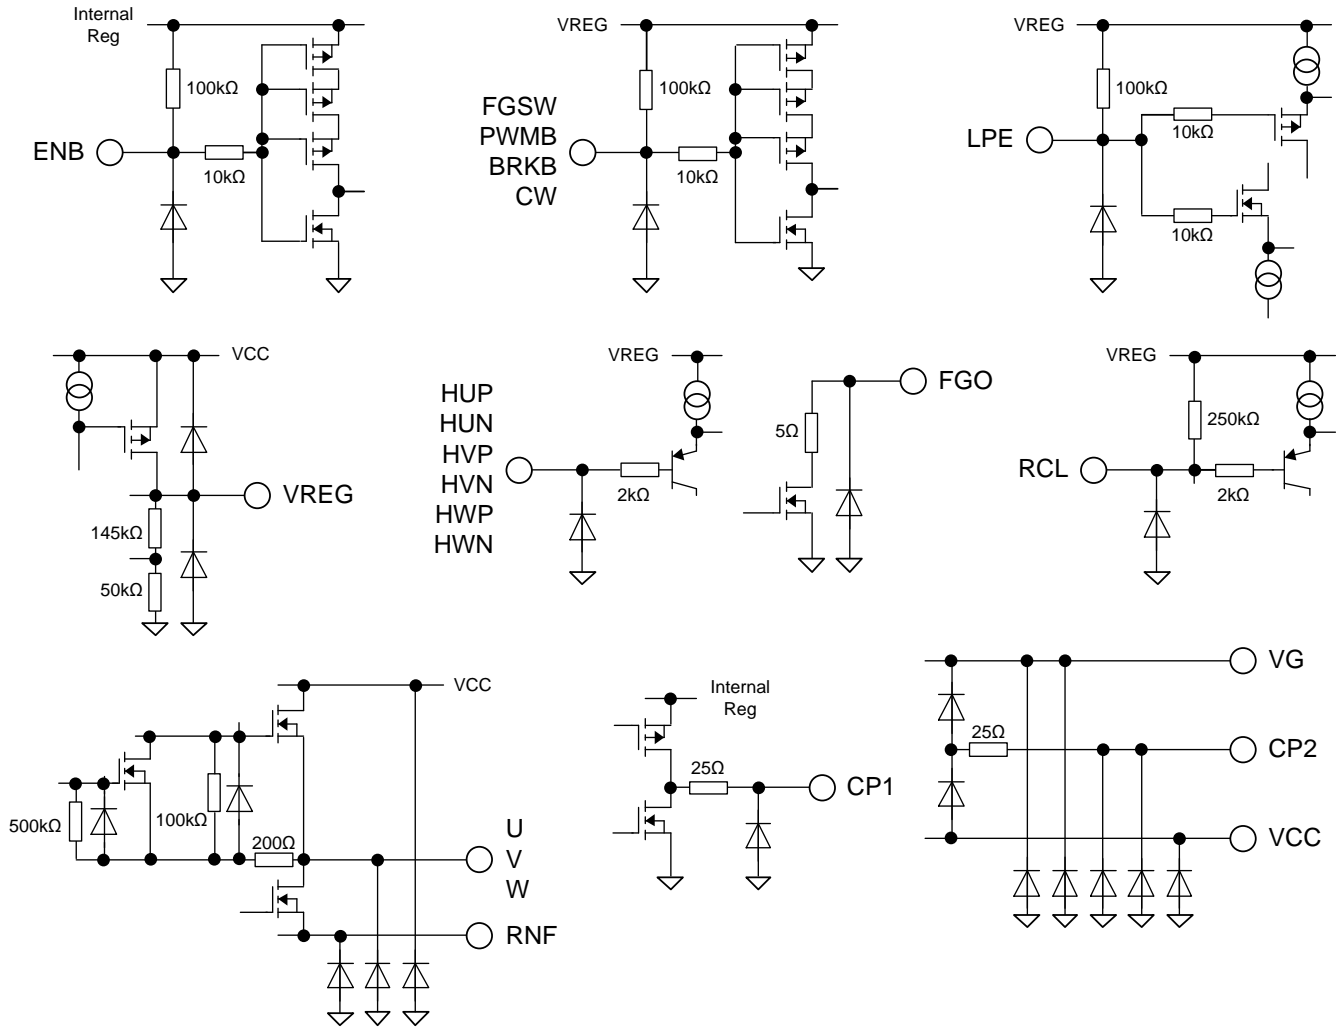 Internal
Reg
100kΩ
ENB
10kΩ
VREG
100kΩ
FGSW
PWMB
BRKB
CW
10kΩ
VREG
100kΩ
LPE
10kΩ
10kΩ
VCC
VREG
145kΩ
50kΩ
VREG
HUP
HUN
HVP
HVN
HWP
HWN
2kΩ
FGO
5Ω
VREG
250kΩ
RCL
2kΩ
VCC
500kΩ
100kΩ
200Ω
U
V
W
RNF
Internal
Reg
25Ω
CP1
VG
25Ω
CP2
VCC